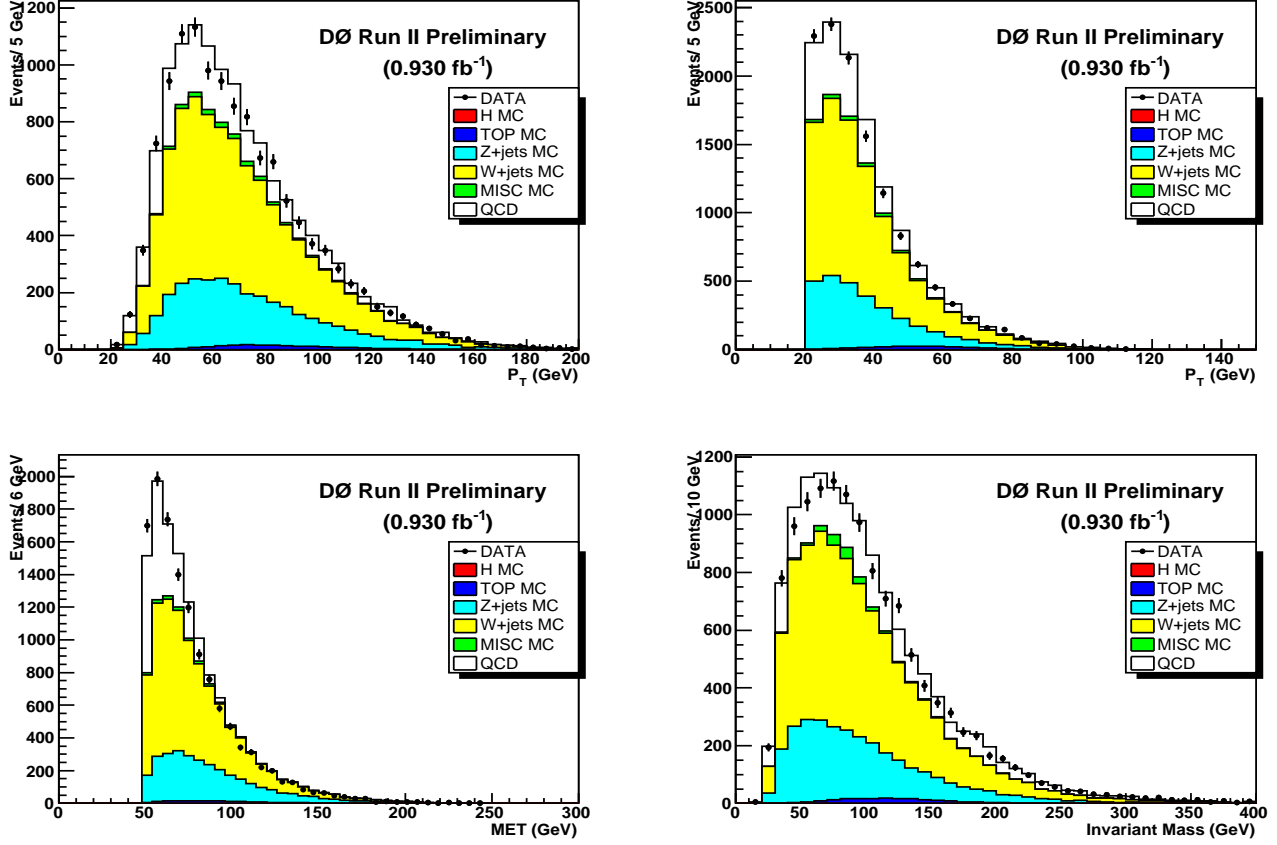 Events/ 5 GeV
1200
1000
800
600
400
200
0
0 20 40 60 80 100 120 140 160 180 200
P_T (GeV)
DØ Run II Preliminary
(0.930 fb⁻¹)
DATA
H MC
TOP MC
Z+jets MC
W+jets MC
MISC MC
QCD
Events/ 5 GeV
2500
2000
1500
1000
500
0
0 20 40 60 80 100 120 140
P_T (GeV)
DØ Run II Preliminary
(0.930 fb⁻¹)
DATA
H MC
TOP MC
Z+jets MC
W+jets MC
MISC MC
QCD
Events/ 6 GeV
2000
1800
1600
1400
1200
1000
800
600
400
200
0
0 50 100 150 200 250 300
MET (GeV)
DØ Run II Preliminary
(0.930 fb⁻¹)
DATA
H MC
TOP MC
Z+jets MC
W+jets MC
MISC MC
QCD
Events/ 10 GeV
1200
1000
800
600
400
200
0
0 50 100 150 200 250 300 350 400
Invariant Mass (GeV)
DØ Run II Preliminary
(0.930 fb⁻¹)
DATA
H MC
TOP MC
Z+jets MC
W+jets MC
MISC MC
QCD